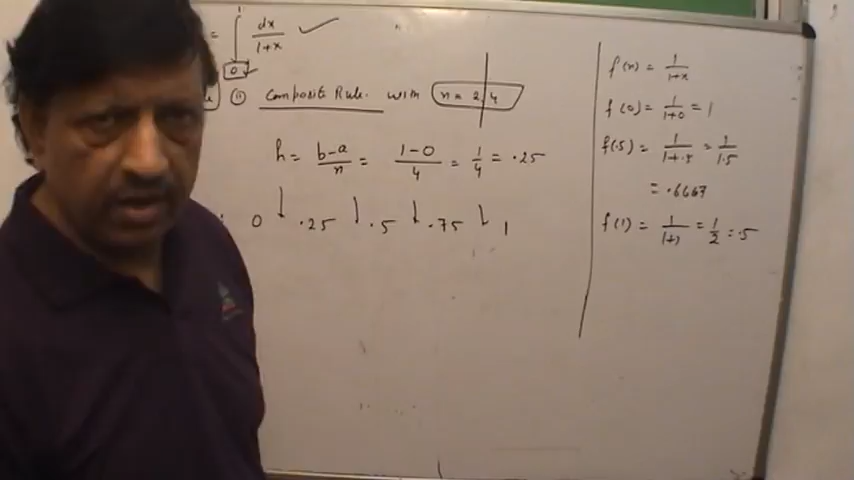 = ∫ 0 1 dx/1+x ✓
② Composite Rule with n = 2, 4
h = b-a/n = 1-0/4 = 1/4 = .25
0 .25 .5 .75 1
f(x) = 1/1+x
f(0) = 1/1+0 = 1
f(.5) = 1/1+.5 = 1/1.5
= .6667
f(1) = 1/1+1 = 1/2 = .5